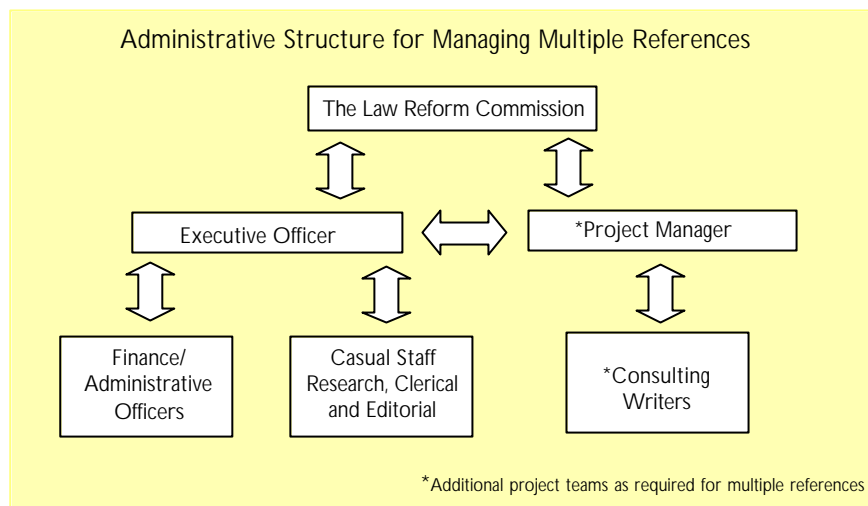 Administrative Structure for Managing Multiple References
The Law Reform Commission
Executive Officer
*Project Manager
Finance/
Administrative
Officers
Casual Staff
Research, Clerical
and Editorial
*Consulting
Writers
*Additional project teams as required for multiple references